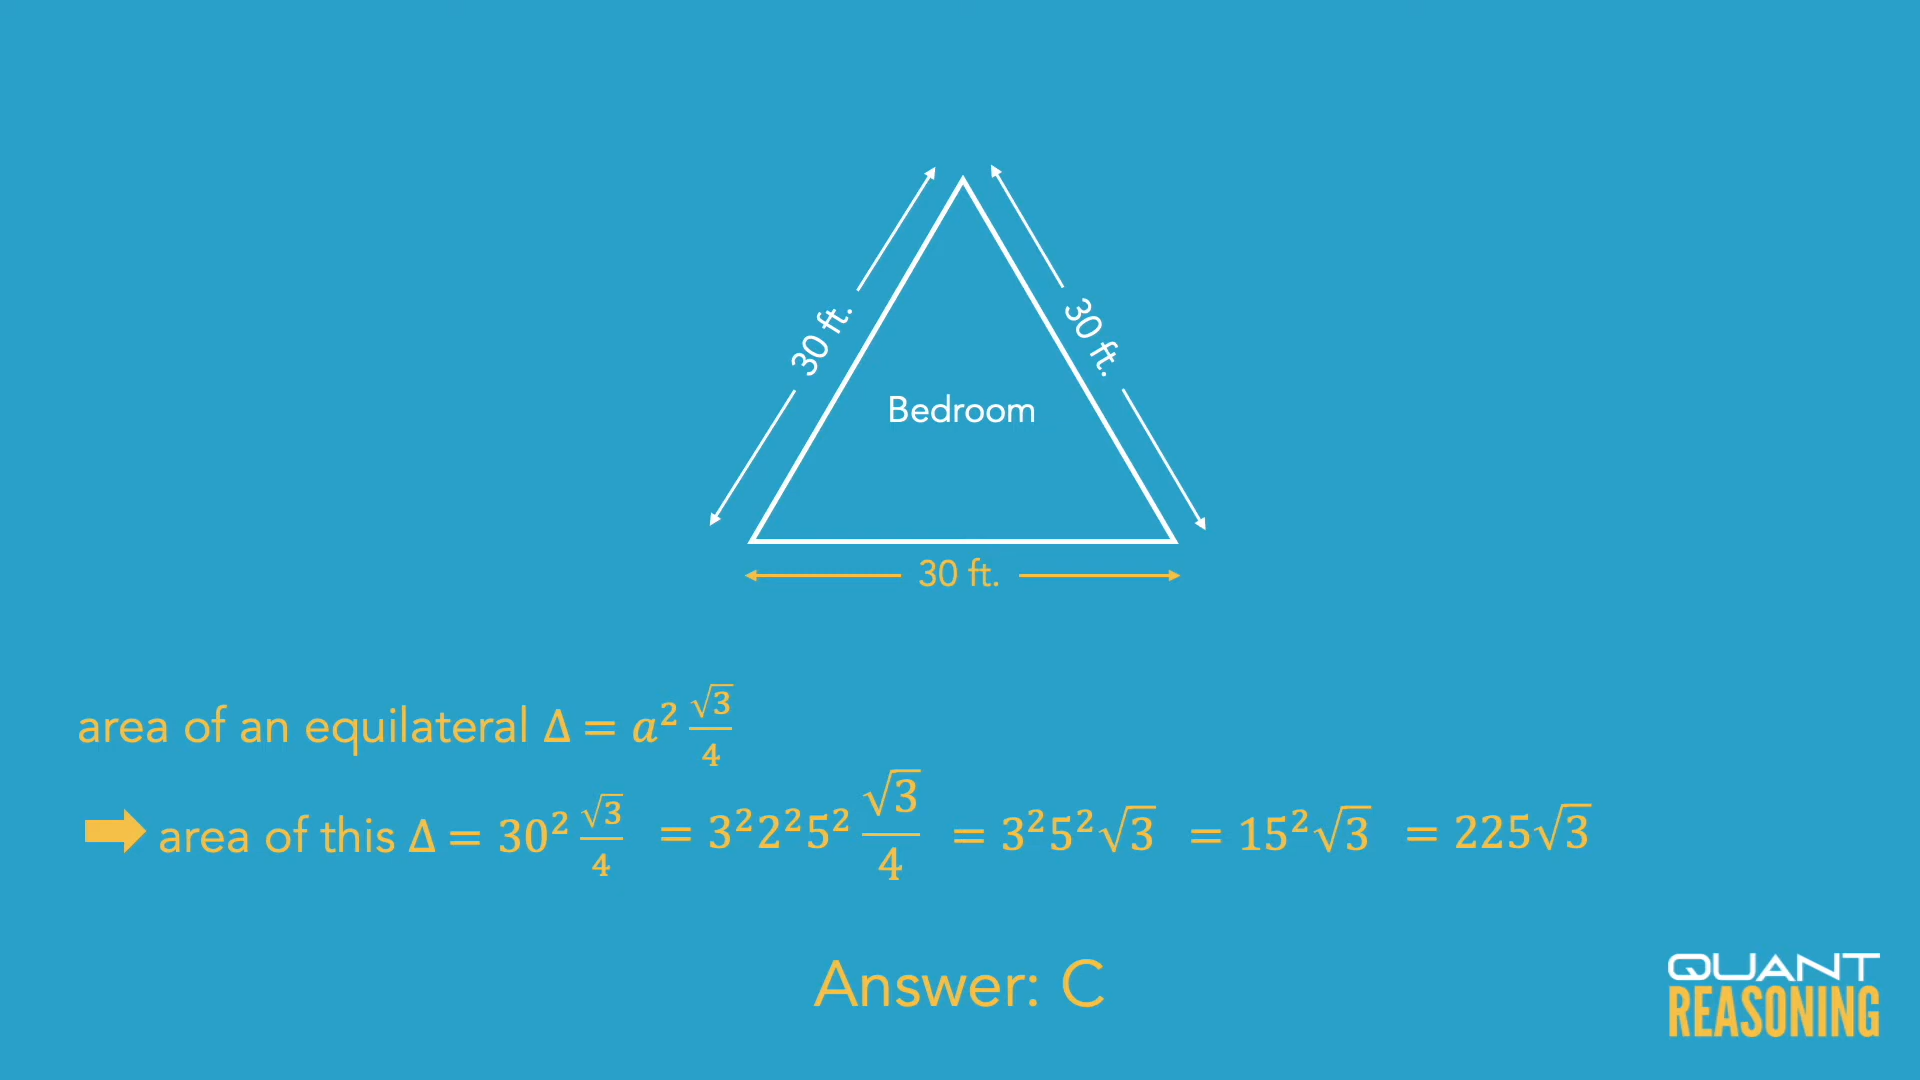 30 ft.
30 ft.
Bedroom
30 ft.
area of an equilateral Δ = a² √3/4
area of this Δ = 30² √3/4 = 3²2²5² √3/4 = 3²5²√3 = 15²√3 = 225√3
Answer: C
QUANT
REASONING